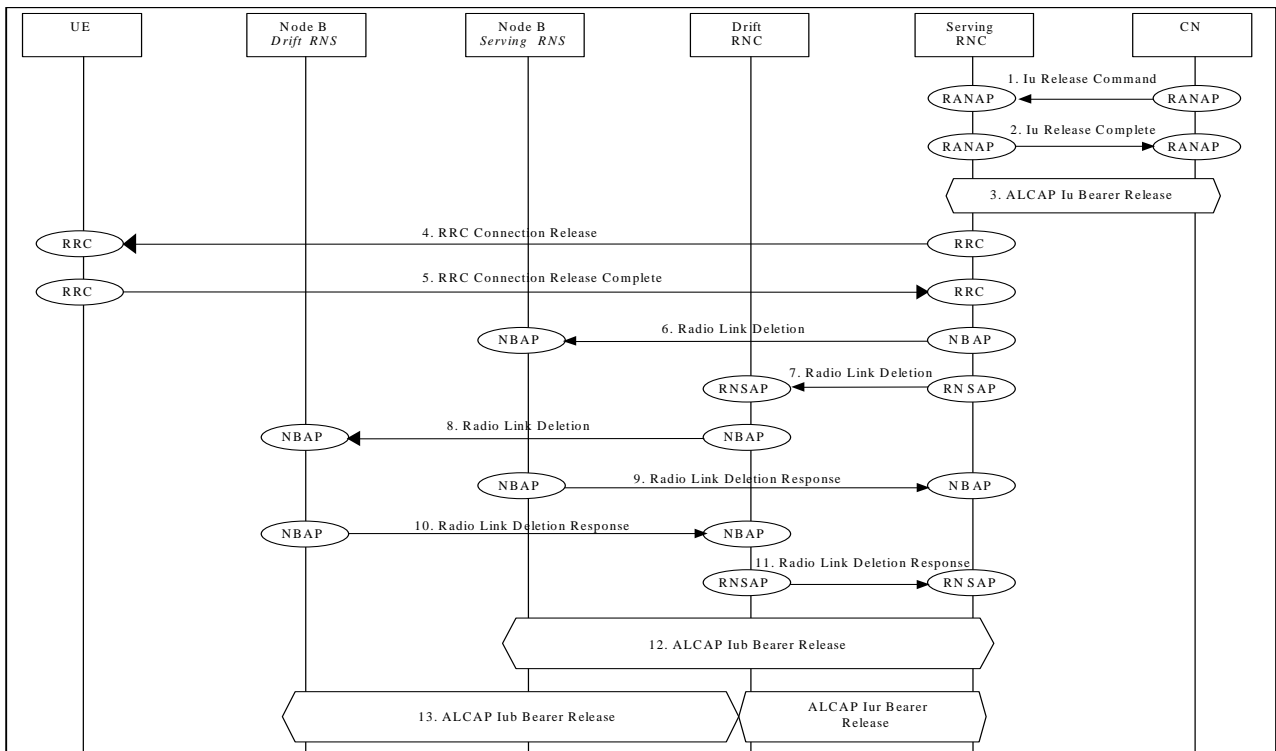 UE
Node B
Drift RNS
Node B
Serving RNS
Drift
RNC
Serving
RNC
CN
1. Iu Release Command
RANAP
RANAP
2. Iu Release Complete
RANAP
RANAP
3. ALCAP Iu Bearer Release
4. RRC Connection Release
RRC
RRC
5. RRC Connection Release Complete
RRC
RRC
6. Radio Link Deletion
NBAP
NBAP
7. Radio Link Deletion
RNSAP
RNSAP
8. Radio Link Deletion
NBAP
NBAP
9. Radio Link Deletion Response
NBAP
NBAP
10. Radio Link Deletion Response
NBAP
NBAP
11. Radio Link Deletion Response
RNSAP
RNSAP
12. ALCAP Iub Bearer Release
13. ALCAP Iub Bearer Release
ALCAP Iur Bearer
Release